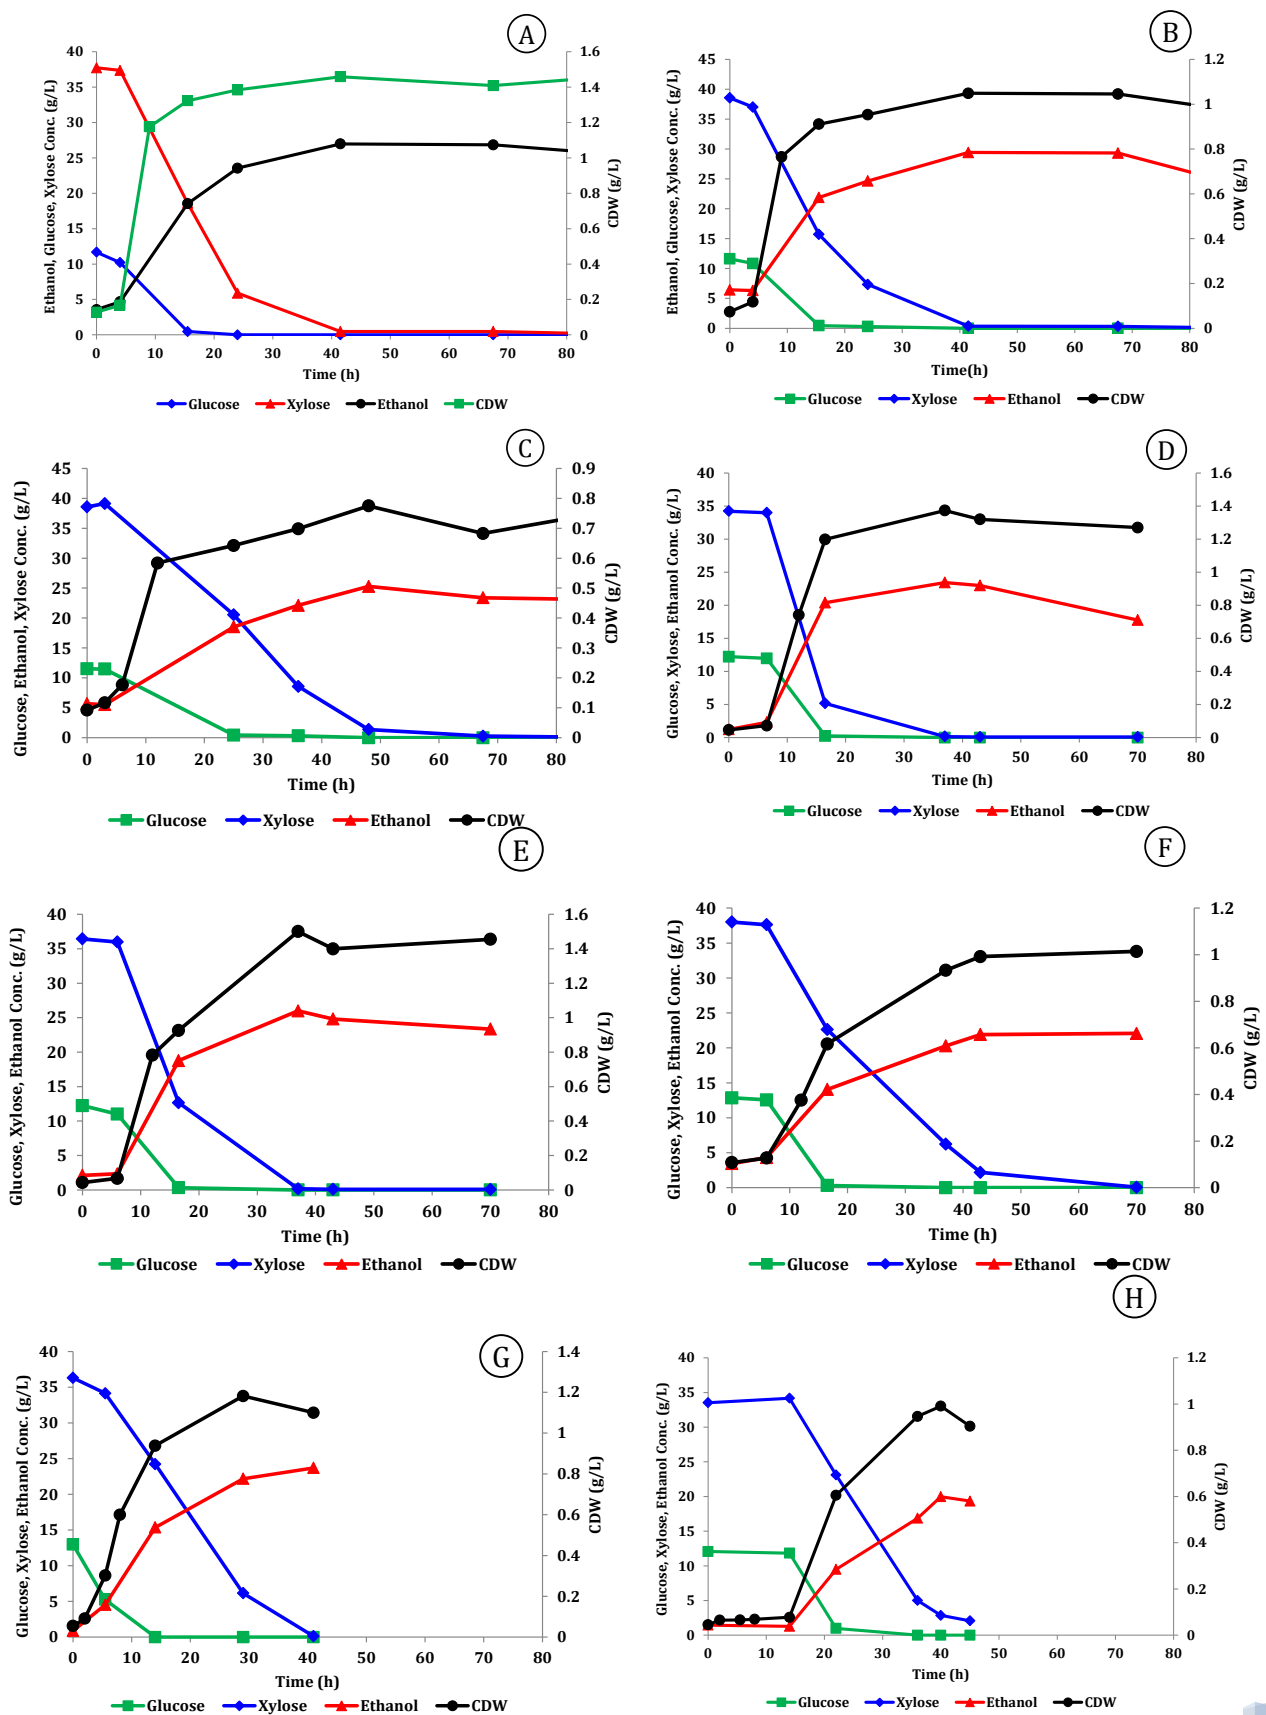 A
B
40
35
30
25
20
15
10
5
0
1.6
1.4
1.2
1
0.8
0.6
0.4
0.2
0
0 10 20 30 40 50 60 70 80
Ethanol, Glucose, Xylose Conc. (g/L)
CDW (g/L)
Time (h)
Glucose Xylose Ethanol CDW
45
40
35
30
25
20
15
10
5
0
1.2
1
0.8
0.6
0.4
0.2
0
0 10 20 30 40 50 60 70 80
Ethanol, Glucose, Xylose Conc. (g/L)
CDW (g/L)
Time(h)
Glucose Xylose Ethanol CDW
C
D
45
40
35
30
25
20
15
10
5
0
0.9
0.8
0.7
0.6
0.5
0.4
0.3
0.2
0.1
0
0 10 20 30 40 50 60 70 80
Glucose, Ethanol, Xylose Conc. (g/L)
CDW (g/L)
Time (h)
Glucose Xylose Ethanol CDW
40
35
30
25
20
15
10
5
0
1.6
1.4
1.2
1
0.8
0.6
0.4
0.2
0
0 10 20 30 40 50 60 70 80
Glucose, Xylose, Ethanol Conc. (g/L)
CDW (g/L)
Time (h)
Glucose Xylose Ethanol CDW
E
F
40
35
30
25
20
15
10
5
0
1.6
1.4
1.2
1
0.8
0.6
0.4
0.2
0
0 10 20 30 40 50 60 70 80
Glucose, Xylose, Ethanol Conc. (g/L)
CDW (g/L)
Time (h)
Glucose Xylose Ethanol CDW
40
35
30
25
20
15
10
5
0
1.2
1
0.8
0.6
0.4
0.2
0
0 10 20 30 40 50 60 70 80
Glucose, Xylose, Ethanol Conc. (g/L)
CDW (g/L)
Time (h)
Glucose Xylose Ethanol CDW
G
H
40
35
30
25
20
15
10
5
0
1.4
1.2
1
0.8
0.6
0.4
0.2
0
0 10 20 30 40 50 60 70 80
Glucose, Xylose, Ethanol Conc. (g/L)
CDW (g/L)
Time (h)
Glucose Xylose Ethanol CDW
40
35
30
25
20
15
10
5
0
1.2
1
0.8
0.6
0.4
0.2
0
0 20 40 60 80
Glucose, Xylose, Ethanol Conc. (g/L)
CDW (g/L)
Time (h)
Glucose Xylose Ethanol CDW